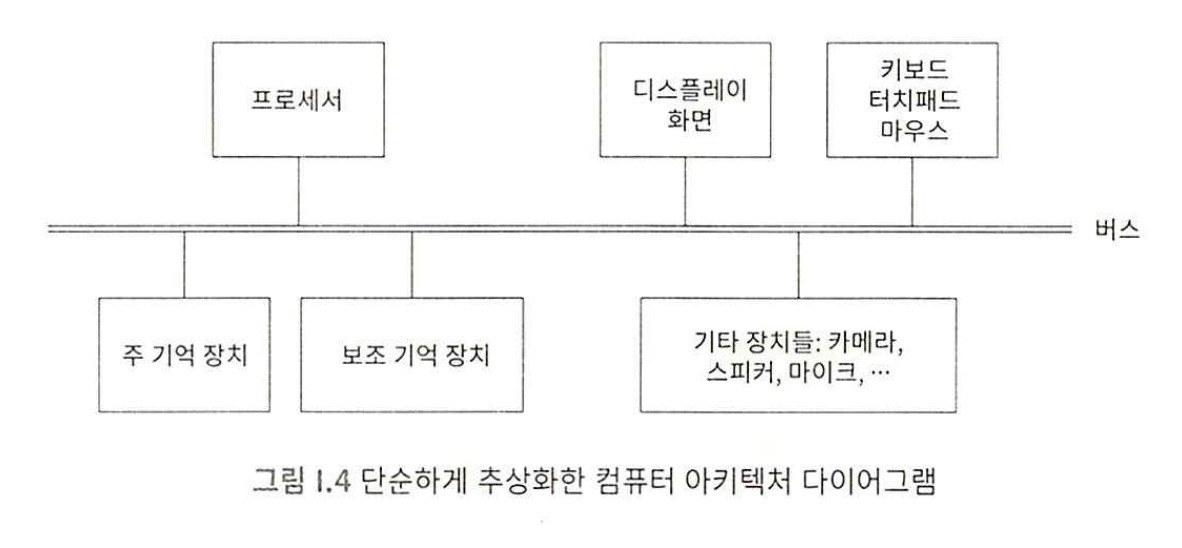 프로세서
디스플레이
화면
키보드
터치패드
마우스
버스
주 기억 장치
보조 기억 장치
기타 장치들: 카메라,
스피커, 마이크, …
그림 1.4 단순하게 추상화한 컴퓨터 아키텍처 다이어그램